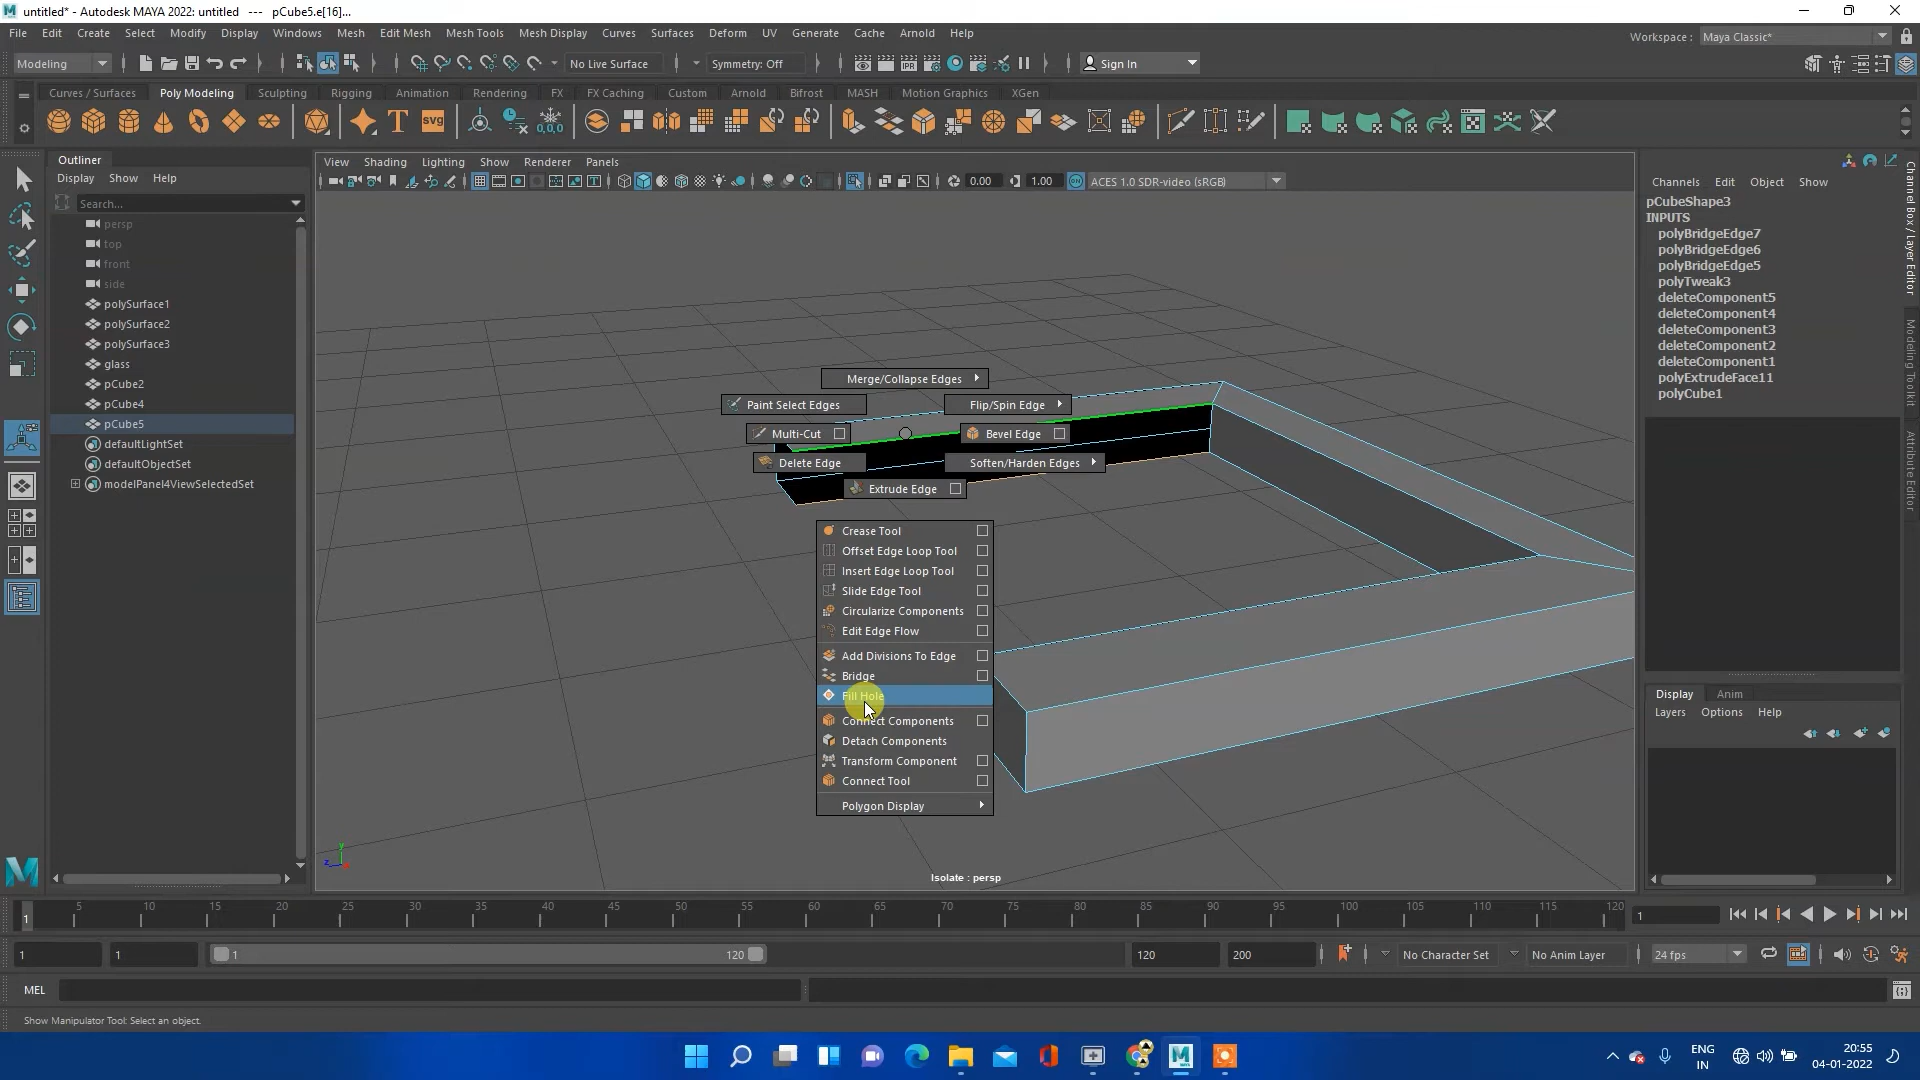 untitled* - Autodesk MAYA 2022: untitled --- pCube5.e[16]...
File Edit Create Select Modify Display Windows Mesh Edit Mesh Mesh Tools Mesh Display Curves Surfaces Deform UV Generate Cache Arnold Help
Workspace : Maya Classic*
Modeling No Live Surface Symmetry: Off Sign In
Curves / Surfaces Poly Modeling Sculpting Rigging Animation Rendering FX FX Caching Custom Arnold Bifrost MASH Motion Graphics XGen
Outliner
Display Show Help
Search...
persp
top
front
side
polySurface1
polySurface2
polySurface3
glass
pCube2
pCube4
pCube5
defaultLightSet
defaultObjectSet
modelPanel4ViewSelectedSet
View Shading Lighting Show Renderer Panels
0.00 1.00 ACES 1.0 SDR-video (sRGB)
Merge/Collapse Edges
Paint Select Edges
Flip/Spin Edge
Multi-Cut
Bevel Edge
Delete Edge
Soften/Harden Edges
Extrude Edge
Crease Tool
Offset Edge Loop Tool
Insert Edge Loop Tool
Slide Edge Tool
Circularize Components
Edit Edge Flow
Add Divisions To Edge
Bridge
Fill Hole
Connect Components
Detach Components
Transform Component
Connect Tool
Polygon Display
y
z
Isolate : persp
Channels Edit Object Show
pCubeShape3
INPUTS
polyBridgeEdge7
polyBridgeEdge6
polyBridgeEdge5
polyTweak3
deleteComponent5
deleteComponent4
deleteComponent3
deleteComponent2
deleteComponent1
polyExtrudeFace11
polyCube1
Channel Box / Layer Editor
Modeling Toolkit
Attribute Editor
Display Anim
Layers Options Help
1 5 10 15 20 25 30 35 40 45 50 55 60 65 70 75 80 85 90 95 100 105 110 115 120
1
1 1 1 120 120 200 No Character Set No Anim Layer 24 fps
MEL
Show Manipulator Tool: Select an object.
ENG
IN
20:55
04-01-2022